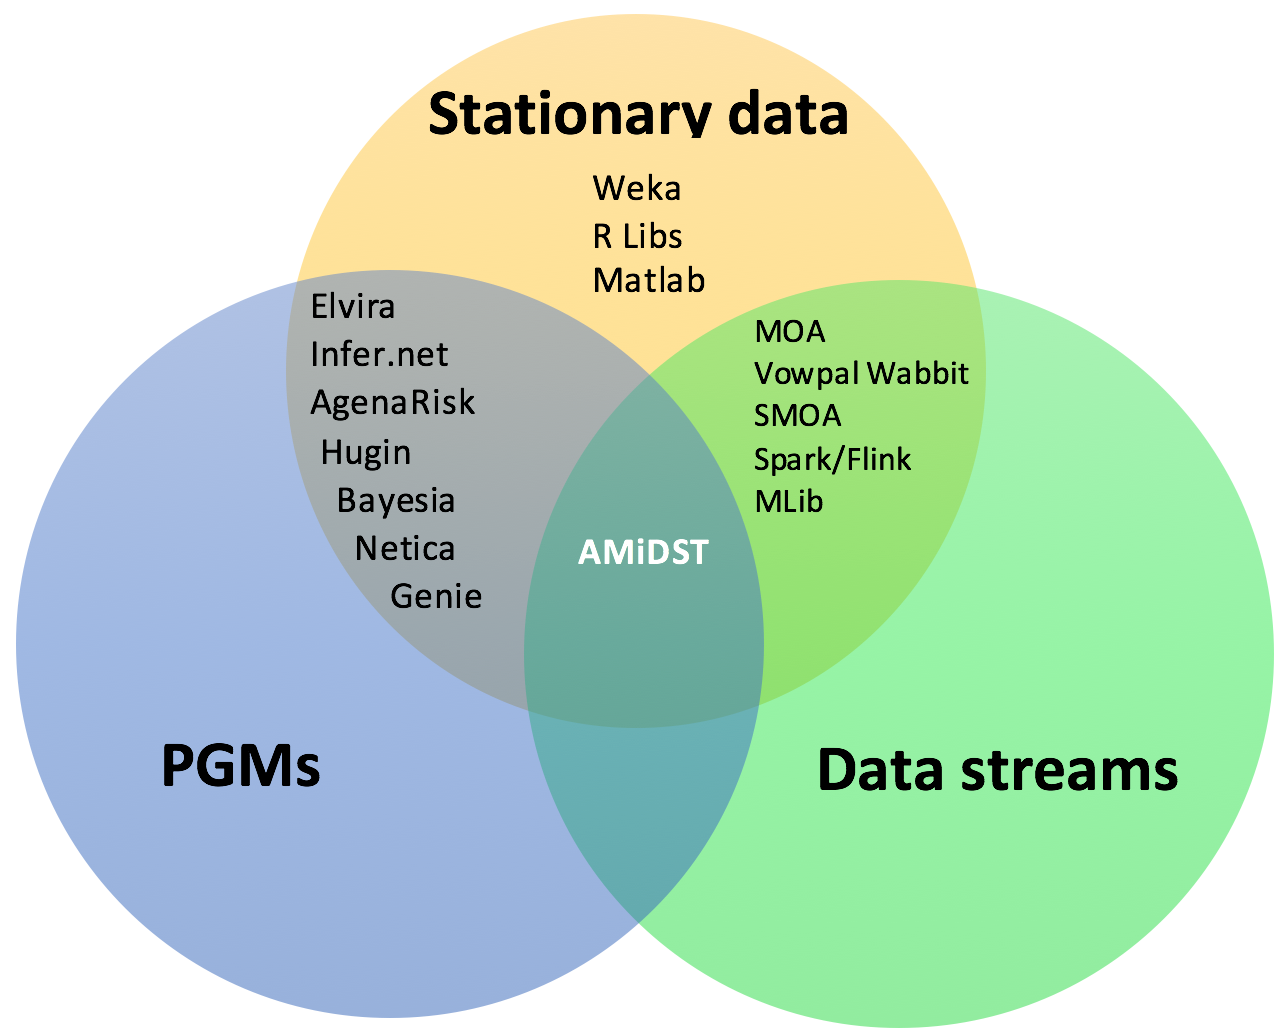 Stationary data
Weka
R Libs
Matlab
Elvira
Infer.net
AgenaRisk
Hugin
Bayesia
Netica
Genie
MOA
Vowpal Wabbit
SMOA
Spark/Flink
MLib
AMiDST
PGMs
Data streams